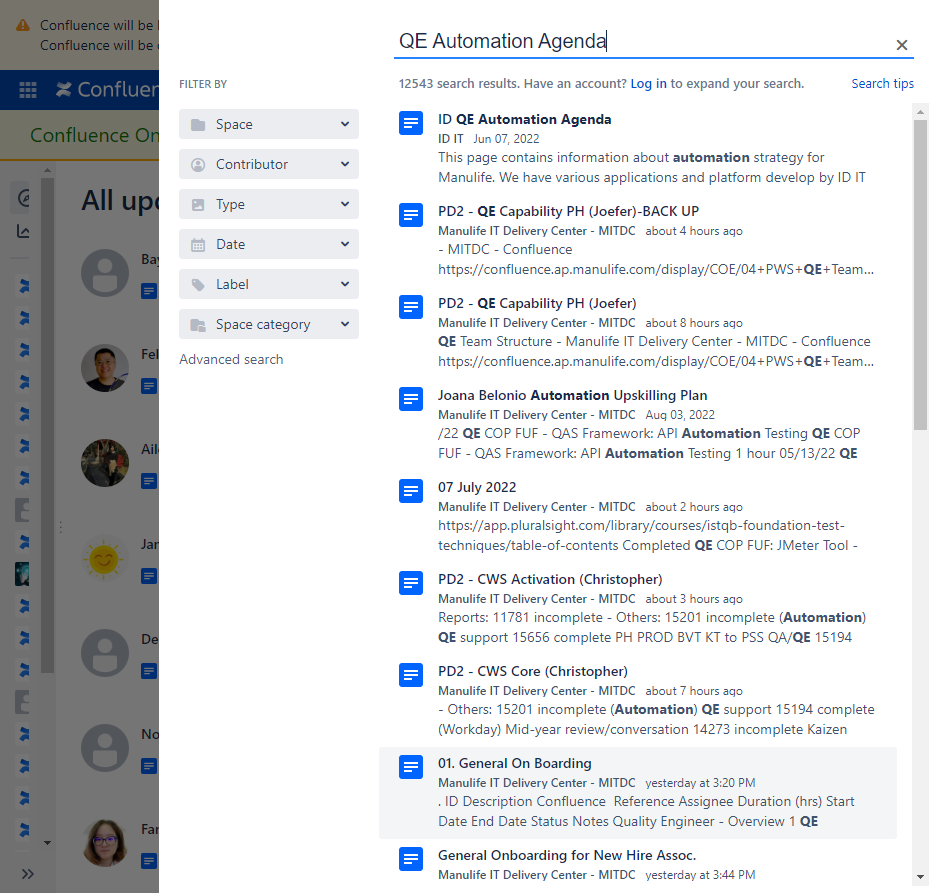 Confluence will be
Confluence will be
Confluen
Confluence On
All upd
Bay
Fel
Aile
Jan
De
No
Far
QE Automation Agenda
FILTER BY
Space
Contributor
Type
Date
Label
Space category
Advanced search
12543 search results. Have an account? Log in to expand your search.
Search tips
ID QE Automation Agenda
ID IT Jun 07, 2022
This page contains information about automation strategy for
Manulife. We have various applications and platform develop by ID IT
PD2 - QE Capability PH (Joefer)-BACK UP
Manulife IT Delivery Center - MITDC about 4 hours ago
- MITDC - Confluence
https://confluence.ap.manulife.com/display/COE/04+PWS+QE+Team...
PD2 - QE Capability PH (Joefer)
Manulife IT Delivery Center - MITDC about 8 hours ago
QE Team Structure - Manulife IT Delivery Center - MITDC - Confluence
https://confluence.ap.manulife.com/display/COE/04+PWS+QE+Team...
Joana Belonio Automation Upskilling Plan
Manulife IT Delivery Center - MITDC Aug 03, 2022
/22 QE COP FUF - QAS Framework: API Automation Testing QE COP
FUF - QAS Framework: API Automation Testing 1 hour 05/13/22 QE
07 July 2022
Manulife IT Delivery Center - MITDC about 2 hours ago
https://app.pluralsight.com/library/courses/istqb-foundation-test-
techniques/table-of-contents Completed QE COP FUF: JMeter Tool -
PD2 - CWS Activation (Christopher)
Manulife IT Delivery Center - MITDC about 3 hours ago
Reports: 11781 incomplete - Others: 15201 incomplete (Automation)
QE support 15656 complete PH PROD BVT KT to PSS QA/QE 15194
PD2 - CWS Core (Christopher)
Manulife IT Delivery Center - MITDC about 7 hours ago
- Others: 15201 incomplete (Automation) QE support 15194 complete
(Workday) Mid-year review/conversation 14273 incomplete Kaizen
01. General On Boarding
Manulife IT Delivery Center - MITDC yesterday at 3:20 PM
. ID Description Confluence Reference Assignee Duration (hrs) Start
Date End Date Status Notes Quality Engineer - Overview 1 QE
General Onboarding for New Hire Assoc.
Manulife IT Delivery Center - MITDC yesterday at 3:44 PM